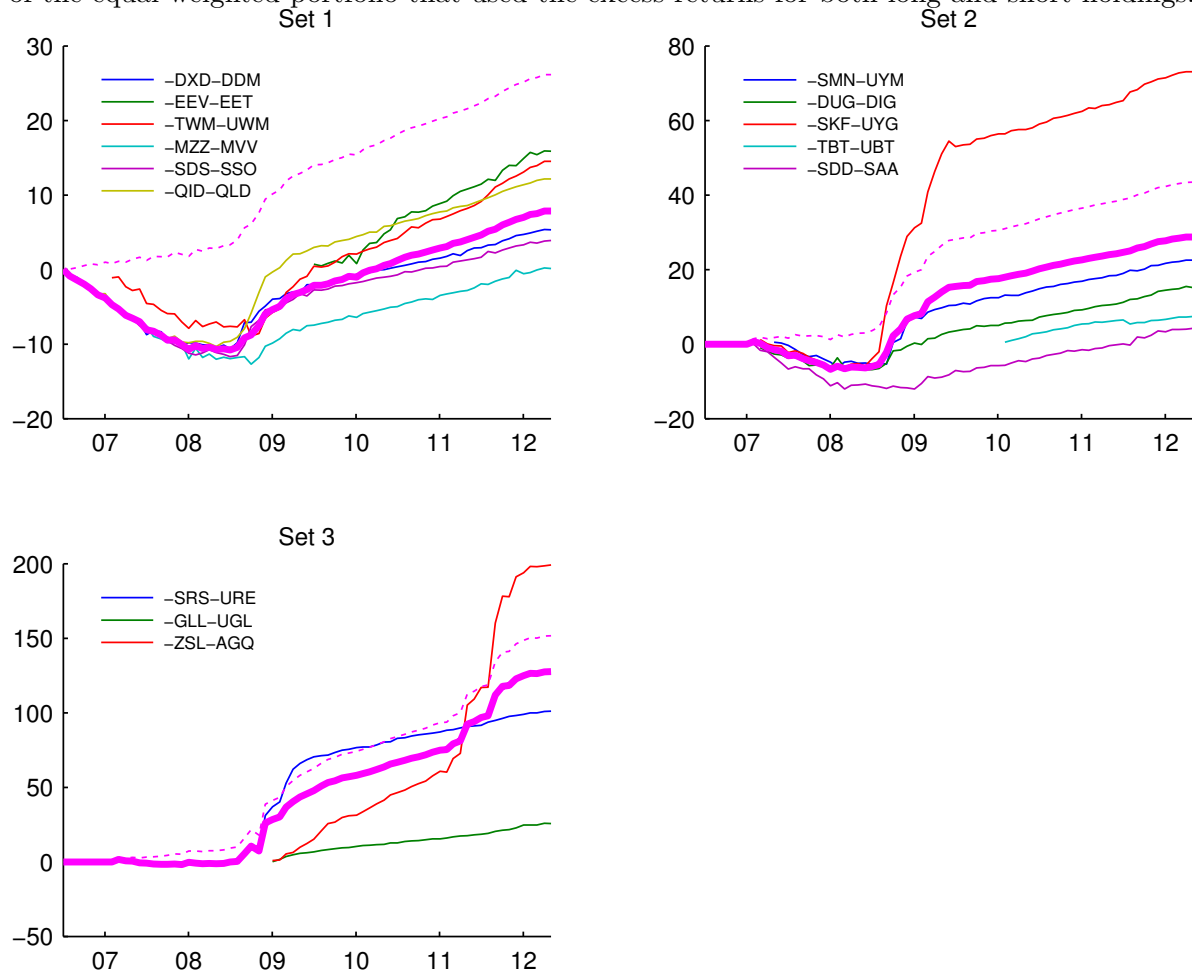 of the equal-weighted portfolio that used the excess returns for both long and short holdings.
Set 1
30
20
10
0
−10
−20
07 08 09 10 11 12
−DXD−DDM
−EEV−EET
−TWM−UWM
−MZZ−MVV
−SDS−SSO
−QID−QLD
Set 2
80
60
40
20
0
−20
07 08 09 10 11 12
−SMN−UYM
−DUG−DIG
−SKF−UYG
−TBT−UBT
−SDD−SAA
Set 3
200
150
100
50
0
−50
07 08 09 10 11 12
−SRS−URE
−GLL−UGL
−ZSL−AGQ